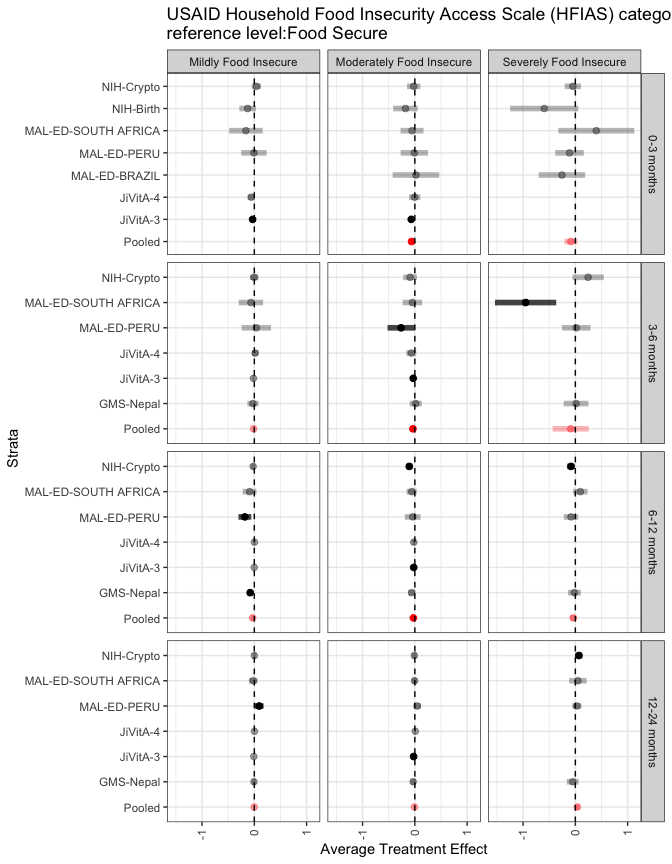 USAID Household Food Insecurity Access Scale (HFIAS) catego
reference level:Food Secure
Mildly Food Insecure
Moderately Food Insecure
Severely Food Insecure
NIH-Crypto
NIH-Birth
MAL-ED-SOUTH AFRICA
MAL-ED-PERU
MAL-ED-BRAZIL
JiVitA-4
JiVitA-3
Pooled
0-3 months
NIH-Crypto
MAL-ED-SOUTH AFRICA
MAL-ED-PERU
JiVitA-4
JiVitA-3
GMS-Nepal
Pooled
3-6 months
Strata
NIH-Crypto
MAL-ED-SOUTH AFRICA
MAL-ED-PERU
JiVitA-4
JiVitA-3
GMS-Nepal
Pooled
6-12 months
NIH-Crypto
MAL-ED-SOUTH AFRICA
MAL-ED-PERU
JiVitA-4
JiVitA-3
GMS-Nepal
Pooled
12-24 months
-1 0 1 -1 0 1 -1 0 1
Average Treatment Effect